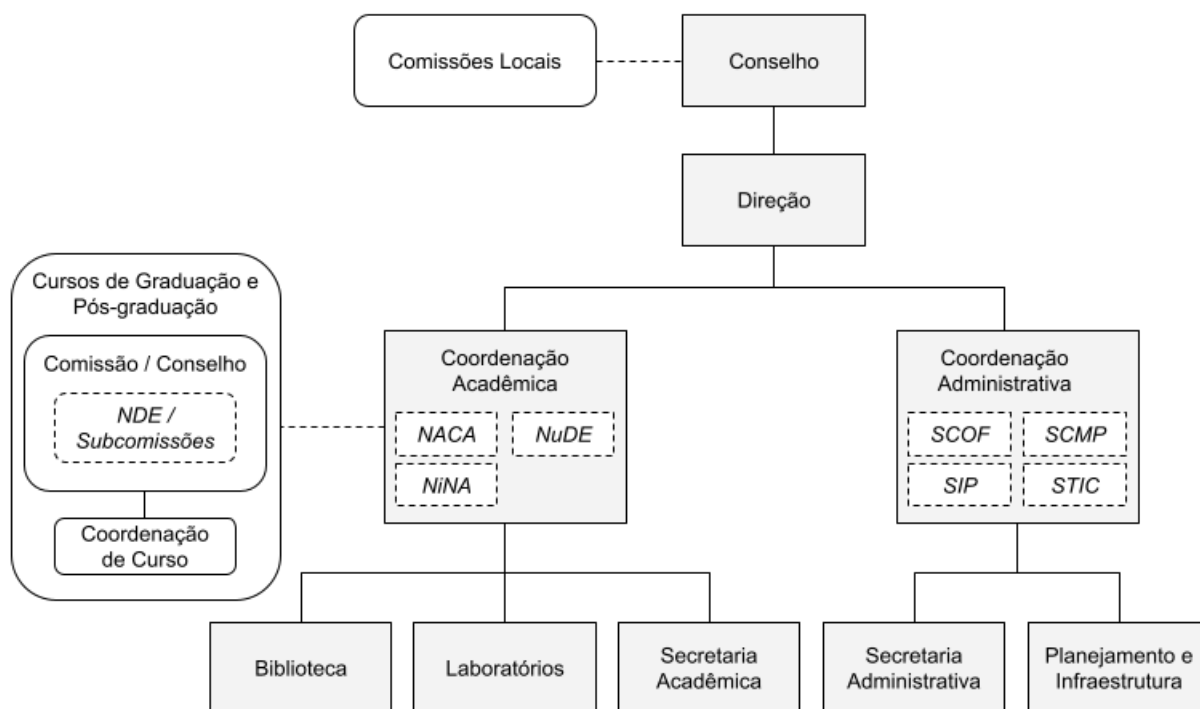 Comissões Locais
Conselho
Direção
Cursos de Graduação e
Pós-graduação
Comissão / Conselho
NDE /
Subcomissões
Coordenação
de Curso
Coordenação
Acadêmica
NACA
NuDE
NiNA
Coordenação
Administrativa
SCOF
SCMP
SIP
STIC
Biblioteca
Laboratórios
Secretaria
Acadêmica
Secretaria
Administrativa
Planejamento e
Infraestrutura